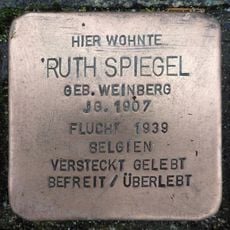 HIER WOHNTE
RUTH SPIEGEL
GEB. WEINBERG
JG. 1907
FLUCHT 1939
BELGIEN
VERSTECKT GELEBT
BEFREIT / ÜBERLEBT